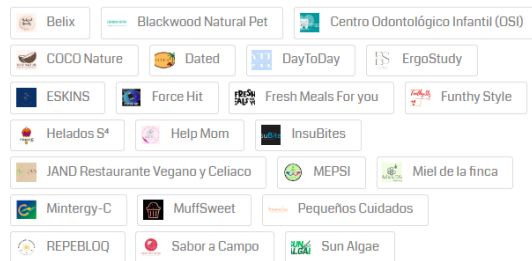 Belix Blackwood Natural Pet Centro Odontológico Infantil (OSI)
COCO Nature Dated DayToDay ErgoStudy
ESKINS Force Hit Fresh Meals For you Funthy Style
Helados S⁴ Help Mom InsuBites
JAND Restaurante Vegano y Celiaco MEPSI Miel de la finca
Mintergy-C MuffSweet Pequeños Cuidados
REPEBLOQ Sabor a Campo Sun Algae